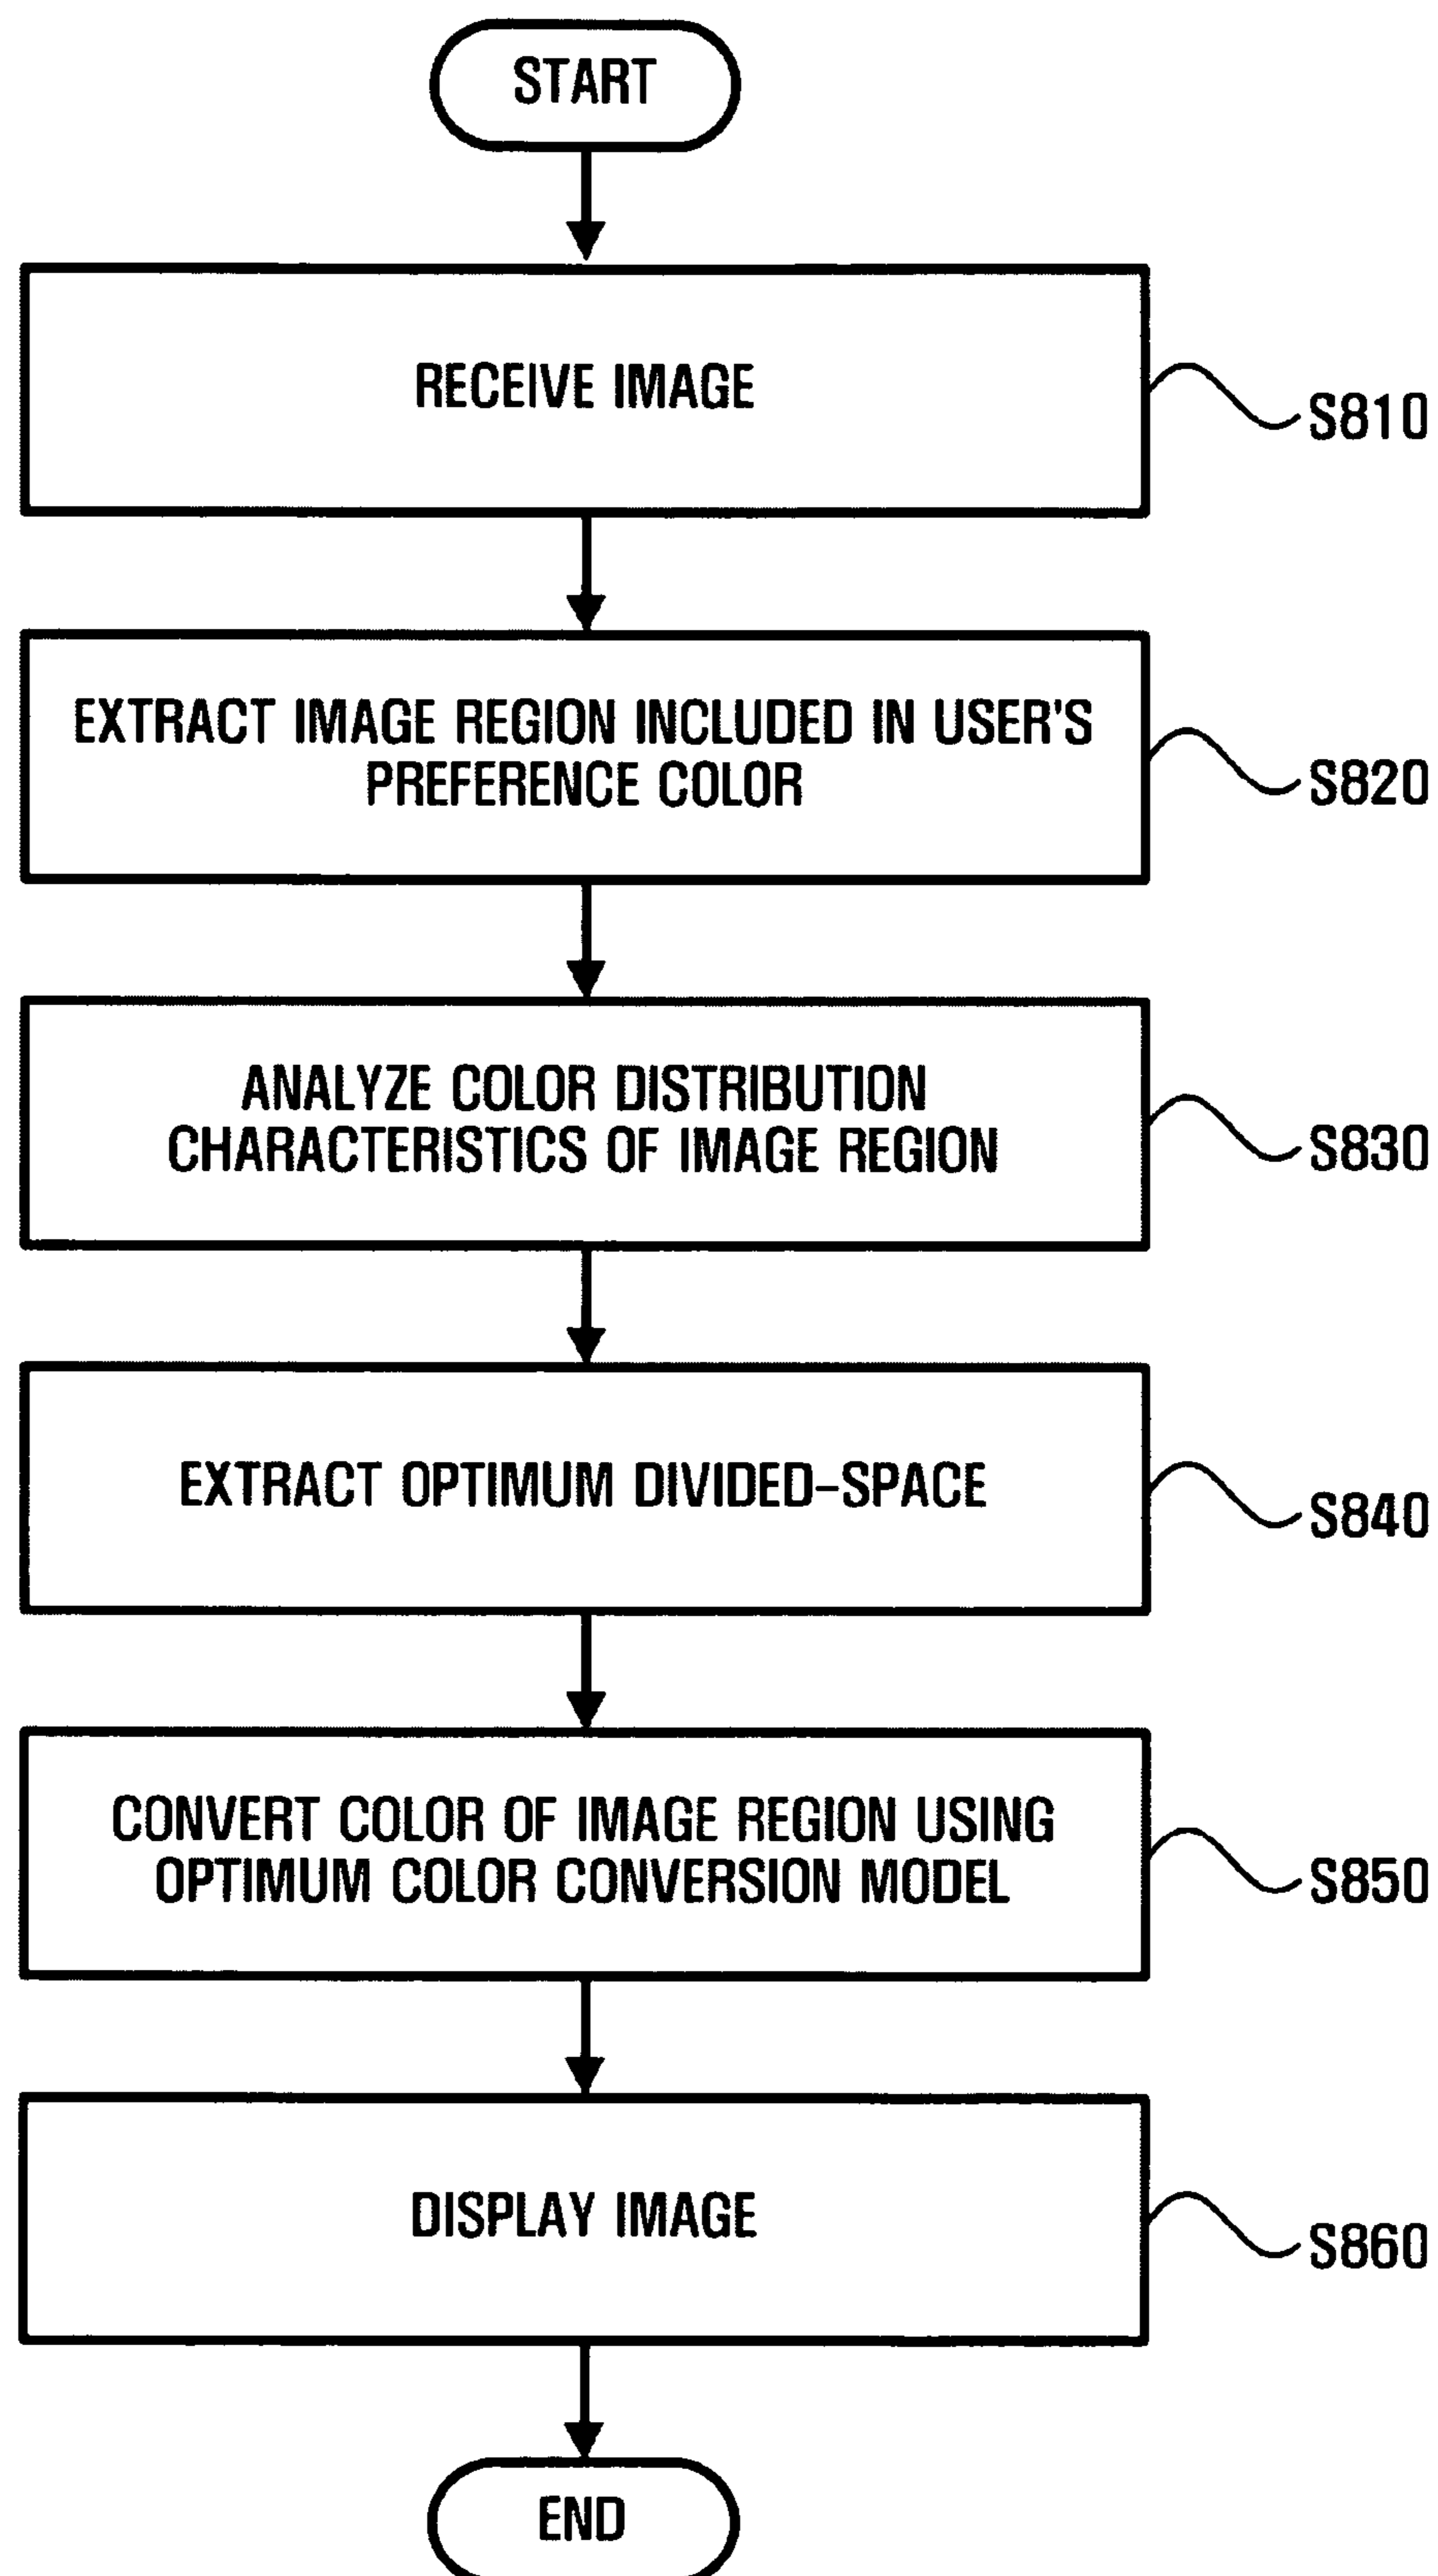 START
RECEIVE IMAGE
S810
EXTRACT IMAGE REGION INCLUDED IN USER'S
PREFERENCE COLOR
S820
ANALYZE COLOR DISTRIBUTION
CHARACTERISTICS OF IMAGE REGION
S830
EXTRACT OPTIMUM DIVIDED-SPACE
S840
CONVERT COLOR OF IMAGE REGION USING
OPTIMUM COLOR CONVERSION MODEL
S850
DISPLAY IMAGE
S860
END